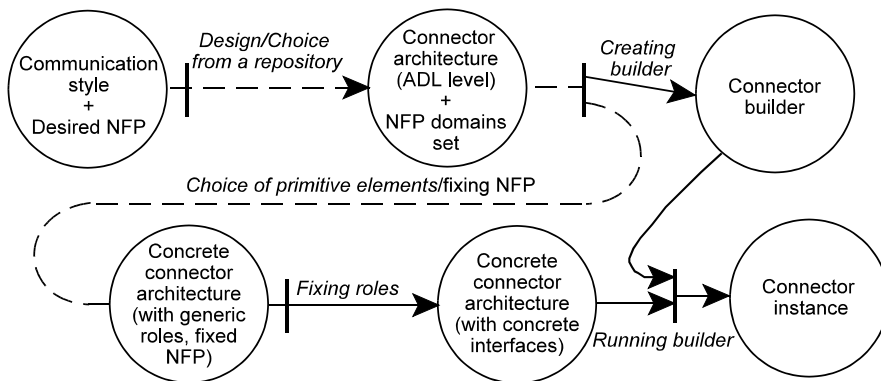 Communication
style
+
Desired NFP
Design/Choice
from a repository
Connector
architecture
(ADL level)
+
NFP domains
set
Creating
builder
Connector
builder
Choice of primitive elements/fixing NFP
Concrete
connector
architecture
(with generic
roles, fixed
NFP)
Fixing roles
Concrete
connector
architecture
(with concrete
interfaces)
Running builder
Connector
instance